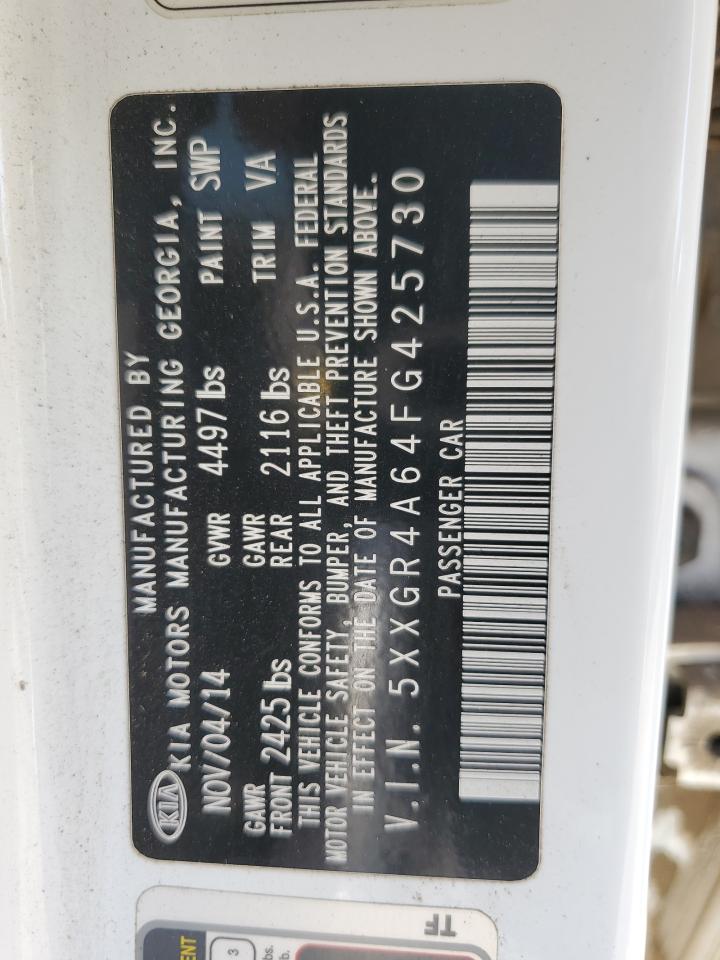 MANUFACTURED BY
KIA KIA MOTORS MANUFACTURING GEORGIA, INC.
NOV/04/14 GVWR 4497 lbs PAINT SWP
GAWR GAWR
FRONT 2425 lbs REAR 2116 lbs TRIM VA
THIS VEHICLE CONFORMS TO ALL APPLICABLE U.S.A. FEDERAL
MOTOR VEHICLE SAFETY, BUMPER, AND THEFT PREVENTION STANDARDS
IN EFFECT ON THE DATE OF MANUFACTURE SHOWN ABOVE.
V.I.N. 5XXGR4A64FG425730
PASSENGER CAR
3